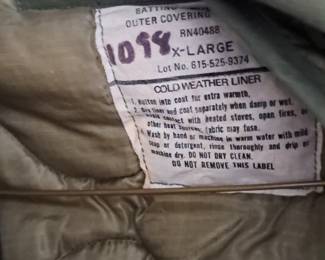 BATTING
OUTER COVERING
RN40488
1098
X-LARGE
Lot No. 615-525-9374
COLD WEATHER LINER
1. Button into coat for extra warmth.
2. Dry liner and coat separately when damp or wet.
contact with heated stoves, open fires,
other heat sources, fabric may fuse.
Wash by hand or machine in warm water with mild
soap or detergent, rinse thoroughly and drip or
machine dry. DO NOT DRY CLEAN.
DO NOT REMOVE THIS LABEL